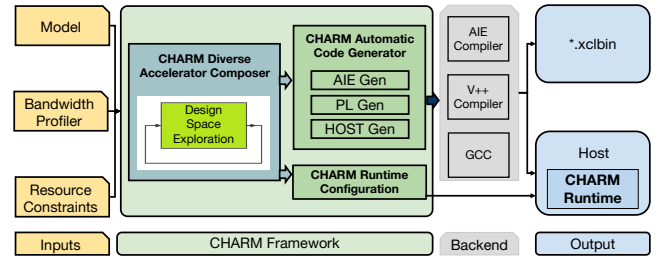 Model
Bandwidth
Profiler
Resource
Constraints
Inputs
CHARM Diverse
Accelerator Composer
Design
Space
Exploration
CHARM Automatic
Code Generator
AIE Gen
PL Gen
HOST Gen
CHARM Runtime
Configuration
CHARM Framework
AIE
Compiler
V++
Compiler
GCC
Backend
*.xclbin
Host
CHARM
Runtime
Output